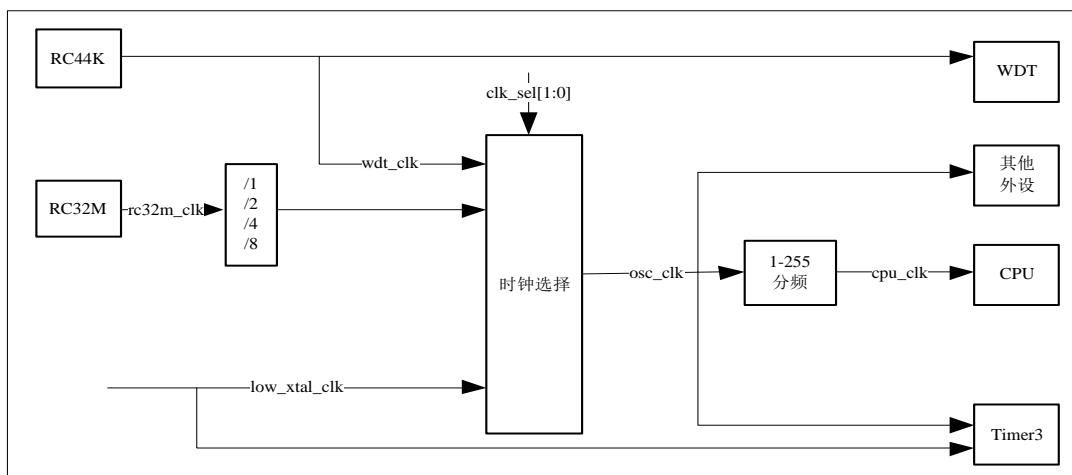 RC44K
WDT
clk_sel[1:0]
wdt_clk
其他
外设
RC32M
rc32m_clk
/1
/2
/4
/8
时钟选择
osc_clk
1-255
分频
cpu_clk
CPU
low_xtal_clk
Timer3